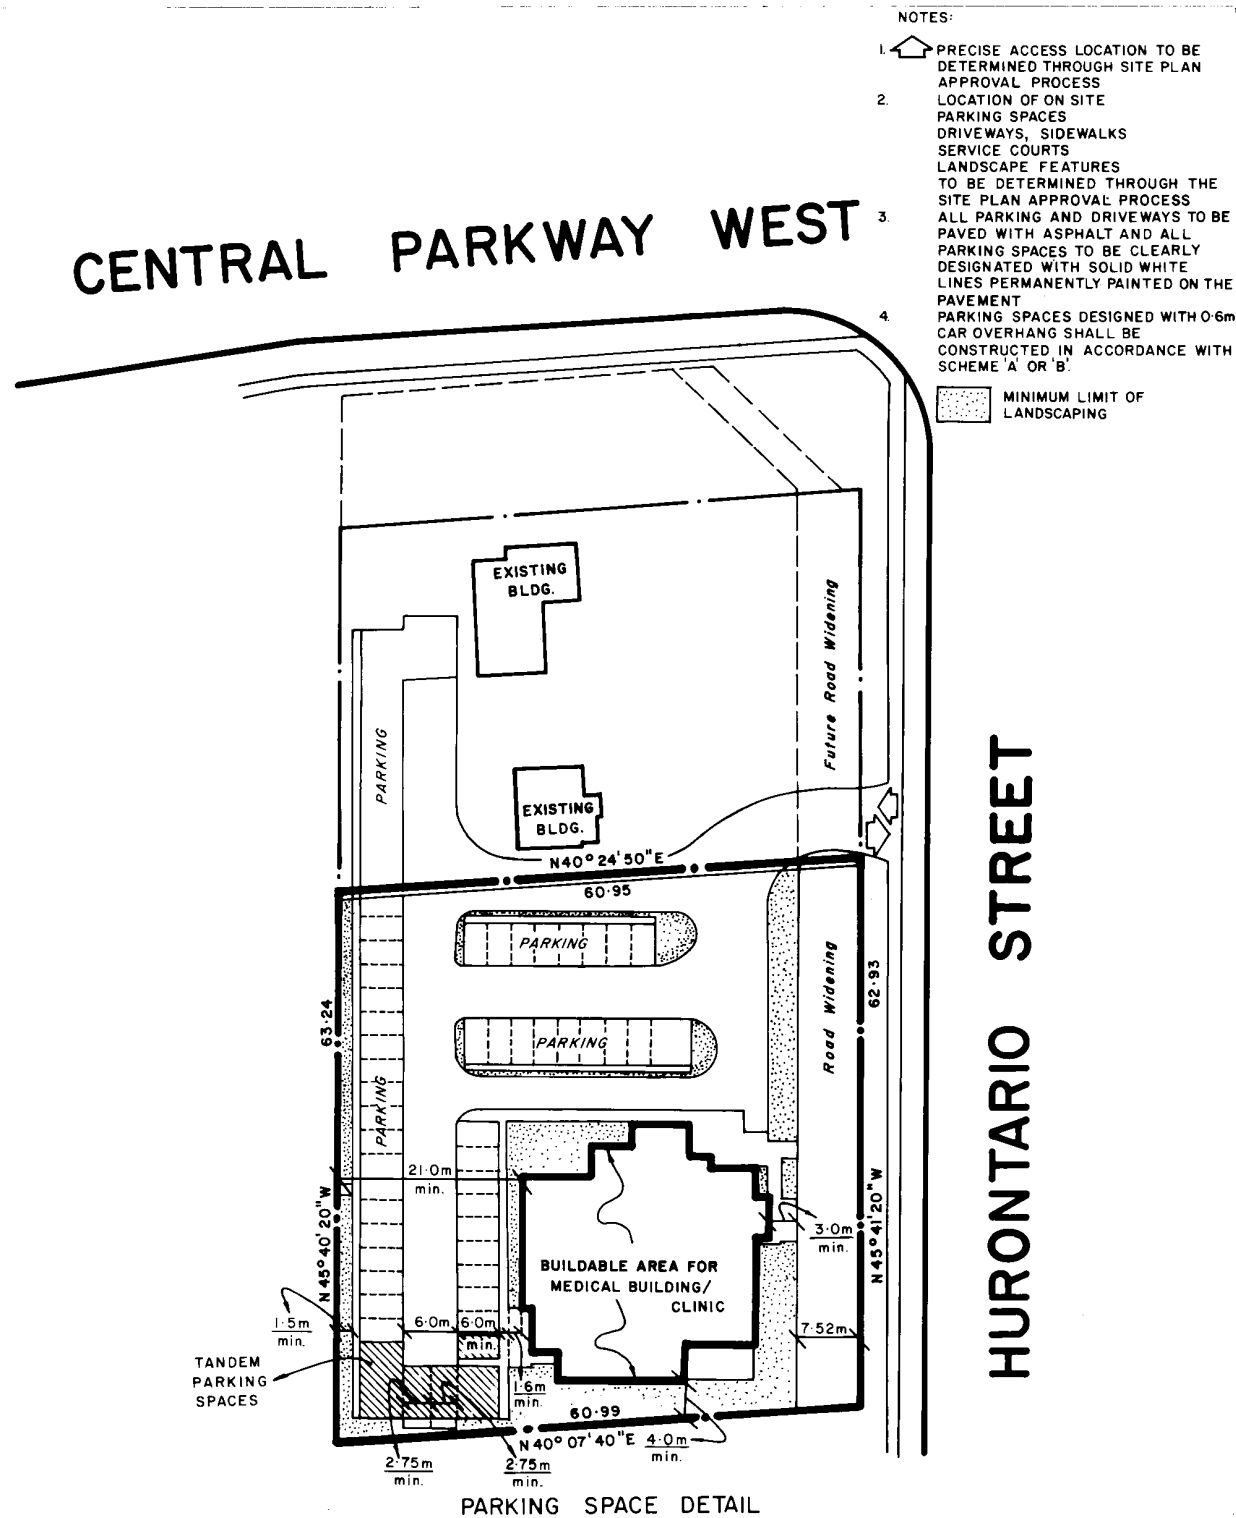 NOTES:
1. PRECISE ACCESS LOCATION TO BE
DETERMINED THROUGH SITE PLAN
APPROVAL PROCESS
2. LOCATION OF ON SITE
PARKING SPACES
DRIVEWAYS, SIDEWALKS
SERVICE COURTS
LANDSCAPE FEATURES
TO BE DETERMINED THROUGH THE
SITE PLAN APPROVAL PROCESS
3. ALL PARKING AND DRIVEWAYS TO BE
PAVED WITH ASPHALT AND ALL
PARKING SPACES TO BE CLEARLY
DESIGNATED WITH SOLID WHITE
LINES PERMANENTLY PAINTED ON THE
PAVEMENT
4. PARKING SPACES DESIGNED WITH 0·6m
CAR OVERHANG SHALL BE
CONSTRUCTED IN ACCORDANCE WITH
SCHEME 'A' OR 'B'.
MINIMUM LIMIT OF
LANDSCAPING
CENTRAL PARKWAY WEST
EXISTING
BLDG.
Future Road Widening
PARKING
EXISTING
BLDG.
N40°24'50"E
60·95
PARKING
63·24
62·93
Road Widening
PARKING
PARKING
HURONTARIO STREET
21·0m
min.
N45°40'20"W
3·0m
min.
N45°41'20"W
BUILDABLE AREA FOR
MEDICAL BUILDING/
CLINIC
1·5m
min.
6·0m
6·0m
min.
7·52m
TANDEM
PARKING
SPACES
1·6m
min.
60·99
N40°07'40"E
4·0m
min.
2·75m
min.
2·75m
min.
PARKING SPACE DETAIL